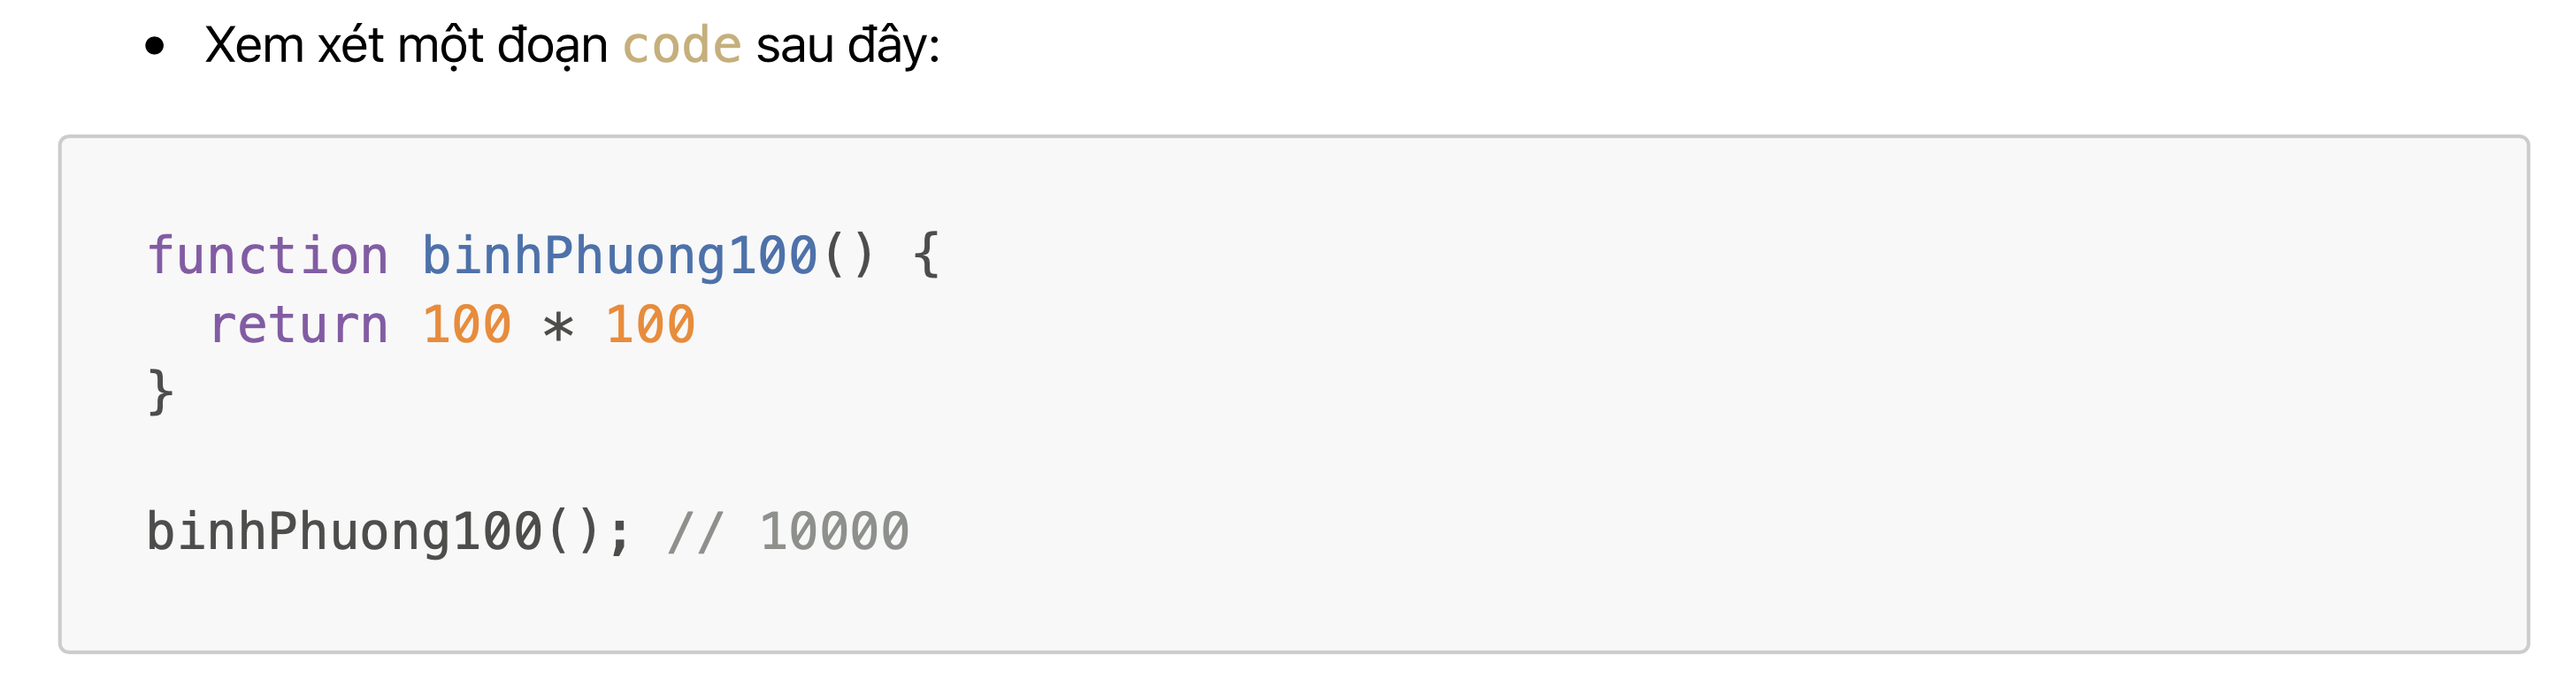 • Xem xét một đoạn code sau đây:
function binhPhuong100() {
  return 100 * 100
}
binhPhuong100(); // 10000